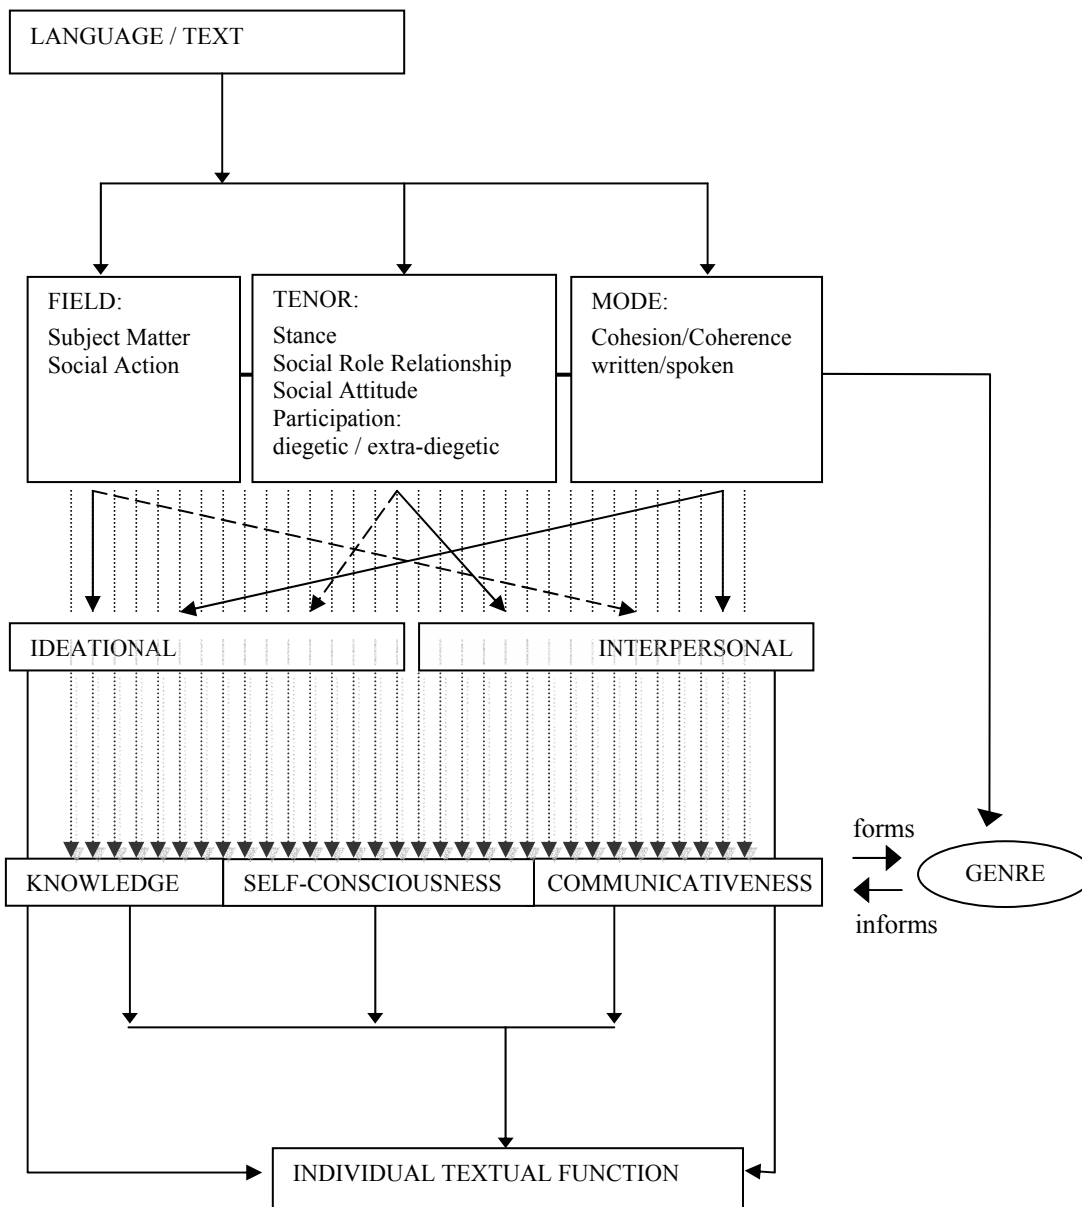 LANGUAGE / TEXT
FIELD:
Subject Matter
Social Action
TENOR:
Stance
Social Role Relationship
Social Attitude
Participation:
diegetic / extra-diegetic
MODE:
Cohesion/Coherence
written/spoken
IDEATIONAL
INTERPERSONAL
KNOWLEDGE
SELF-CONSCIOUSNESS
COMMUNICATIVENESS
forms
informs
GENRE
INDIVIDUAL TEXTUAL FUNCTION